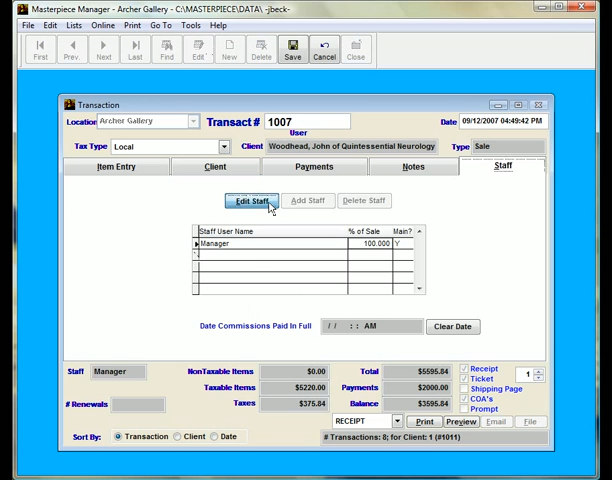 Masterpiece Manager - Archer Gallery - C:\MASTERPIECE\DATA\ -jbeck-
File Edit Lists Online Print Go To Tools Help
First Prev. Next Last Find Edit New Delete Save Cancel Close
Transaction
Location Archer Gallery Transact # 1007 Date 09/12/2007 04:49:42 PM
User
Tax Type Local Client Woodhead, John of Quintessential Neurology Type Sale
Item Entry Client Payments Notes Staff
Edit Staff Add Staff Delete Staff
Staff User Name % of Sale Main?
Manager 100.000 Y
Date Commissions Paid In Full / / : : AM Clear Date
Staff Manager NonTaxable Items $0.00 Total $5595.84 Receipt 1
Taxable Items $5220.00 Payments $2000.00 Ticket
Shipping Page
# Renewals Taxes $375.84 Balance $3595.84 COA's
Prompt
RECEIPT Print Preview Email File
Sort By: Transaction Client Date # Transactions: 8; for Client: 1 (#1011)